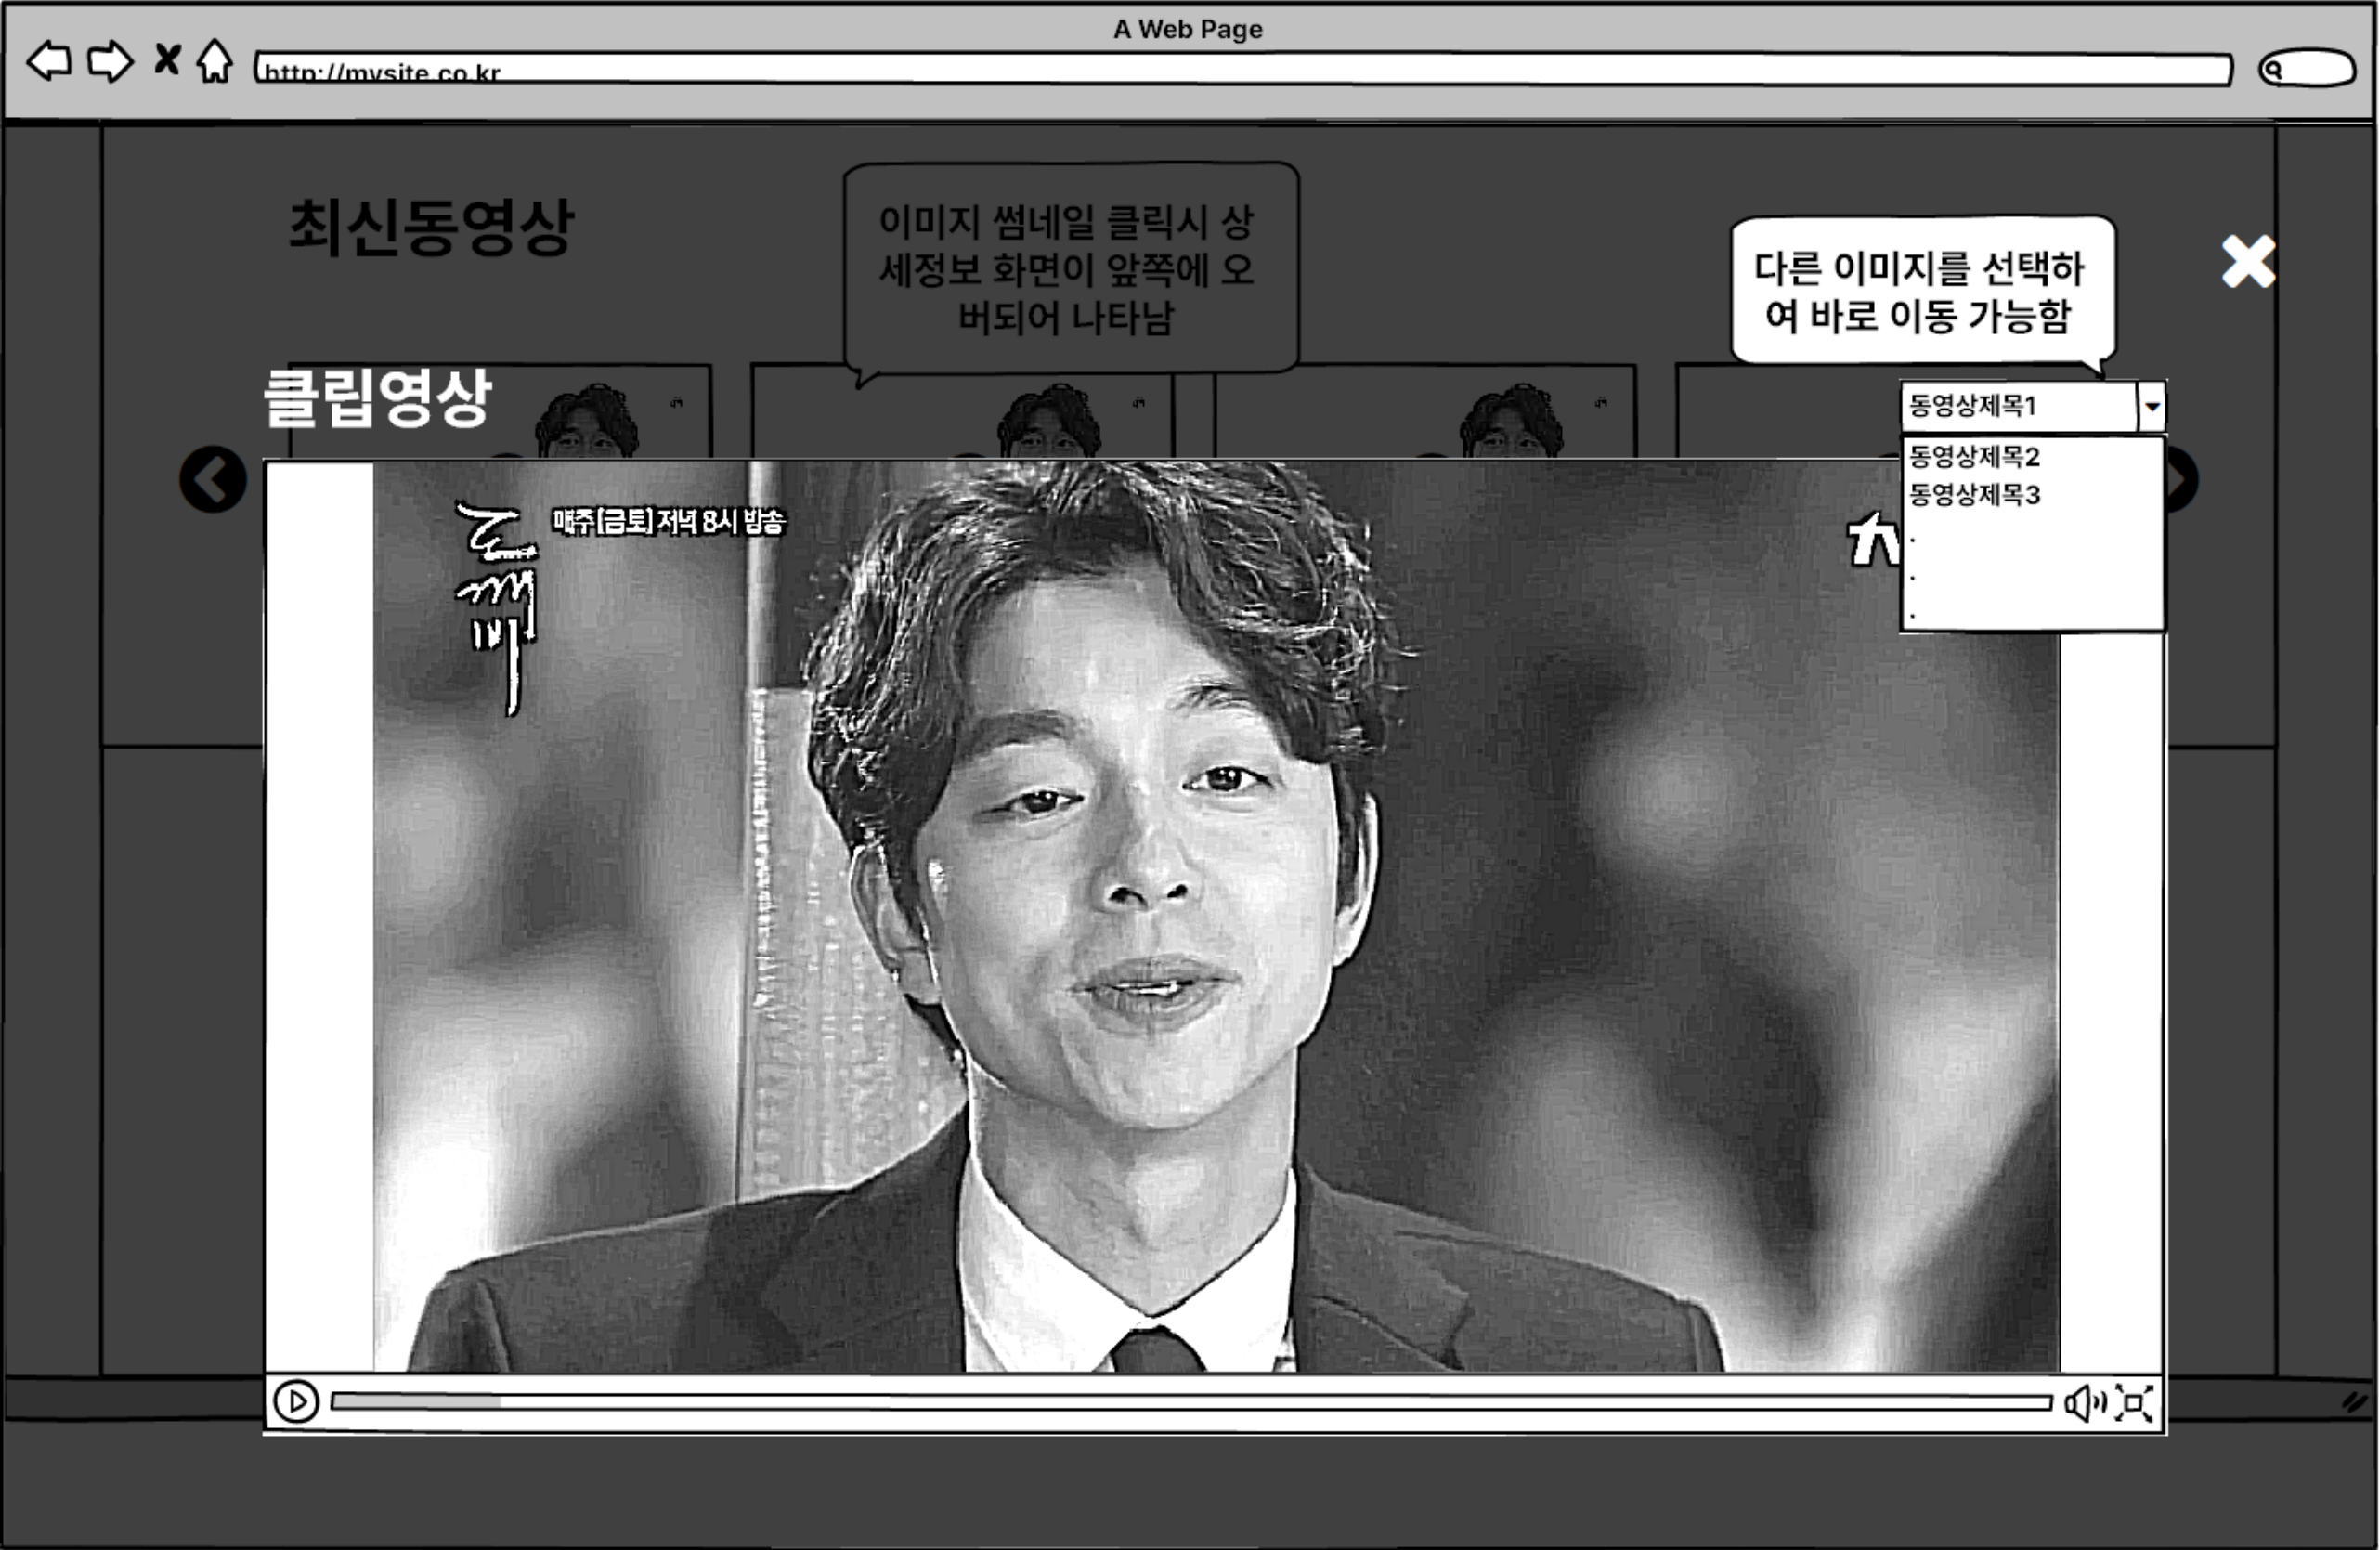 A Web Page
http://mysite.co.kr
최신동영상
이미지 썸네일 클릭시 상
세정보 화면이 앞쪽에 오
버되어 나타남
다른 이미지를 선택하
여 바로 이동 가능함
클립영상
동영상제목1
동영상제목2
동영상제목3
.
.
.
도깨비
매주[금토] 저녁 8시 방송